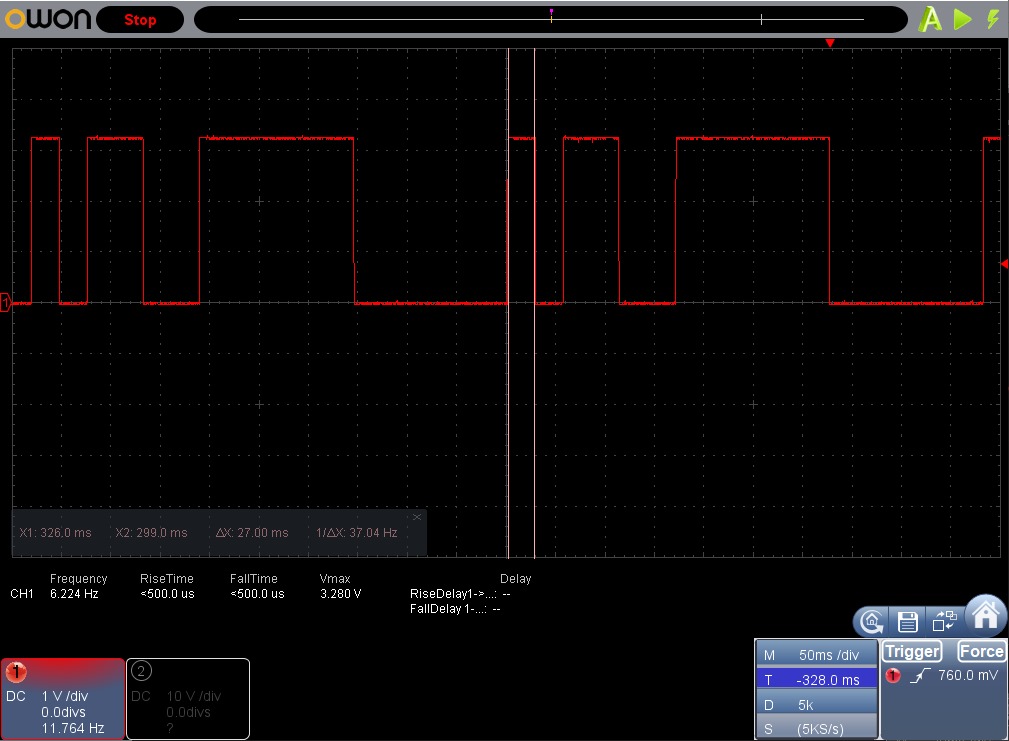 OWON Stop A
1
X1: 326.0 ms X2: 299.0 ms ΔX: 27.00 ms 1/ΔX: 37.04 Hz
Frequency RiseTime FallTime Vmax Delay
CH1 6.224 Hz <500.0 us <500.0 us 3.280 V RiseDelay1->...: --
FallDelay 1-...: --
1
DC 1 V /div
0.0divs
11.764 Hz
2
DC 10 V /div
0.0divs
?
M 50ms /div
T -328.0 ms
D 5k
S (5KS/s)
Trigger Force
1 760.0 mV